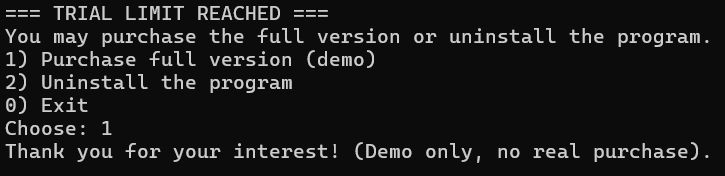 === TRIAL LIMIT REACHED ===
You may purchase the full version or uninstall the program.
1) Purchase full version (demo)
2) Uninstall the program
0) Exit
Choose: 1
Thank you for your interest! (Demo only, no real purchase).